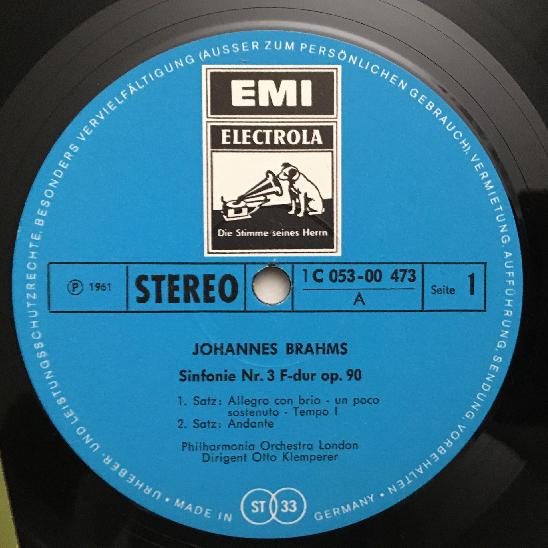 URHEBER- UND LEISTUNGSSCHUTZRECHTE, BESONDERS VERVIELFÄLTIGUNG (AUSSER ZUM PERSÖNLICHEN GEBRAUCH), VERMIETUNG, AUFFÜHRUNG, SENDUNG, VORBEHALTEN
EMI
ELECTROLA
Die Stimme seines Herrn
Ⓟ 1961
STEREO
1 C 053-00 473
A
Seite 1
JOHANNES BRAHMS
Sinfonie Nr. 3 F-dur op. 90
1. Satz: Allegro con brio - un poco
sostenuto - Tempo I
2. Satz: Andante
Philharmonia Orchestra London
Dirigent Otto Klemperer
• MADE IN GERMANY •
ST 33